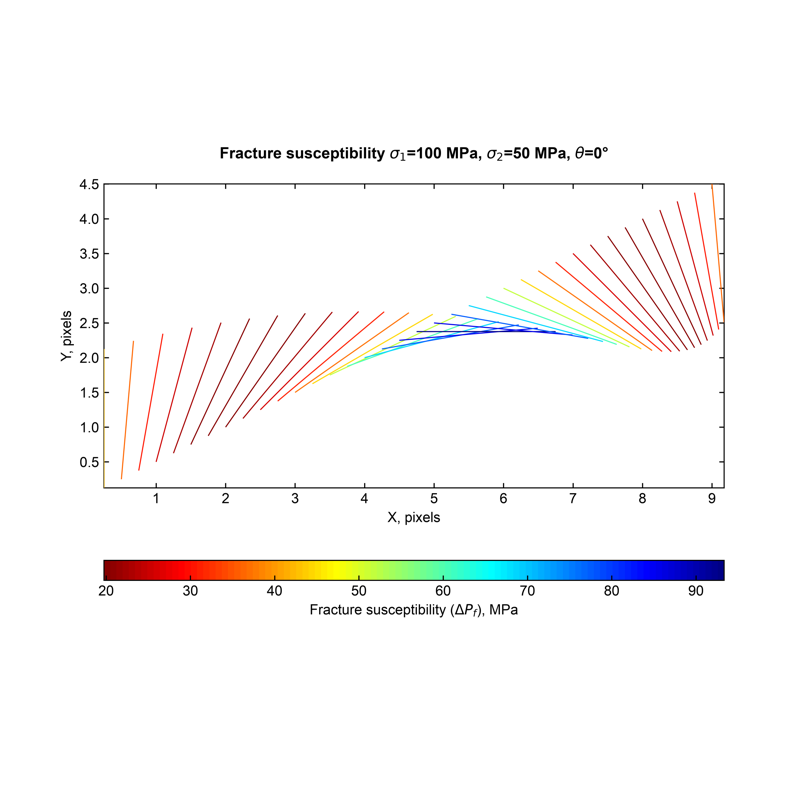 Fracture susceptibility σ₁=100 MPa, σ₂=50 MPa, θ=0°
4.5
4.0
3.5
3.0
2.5
2.0
1.5
1.0
0.5
Y, pixels
1 2 3 4 5 6 7 8 9
X, pixels
20 30 40 50 60 70 80 90
Fracture susceptibility (ΔP_f), MPa